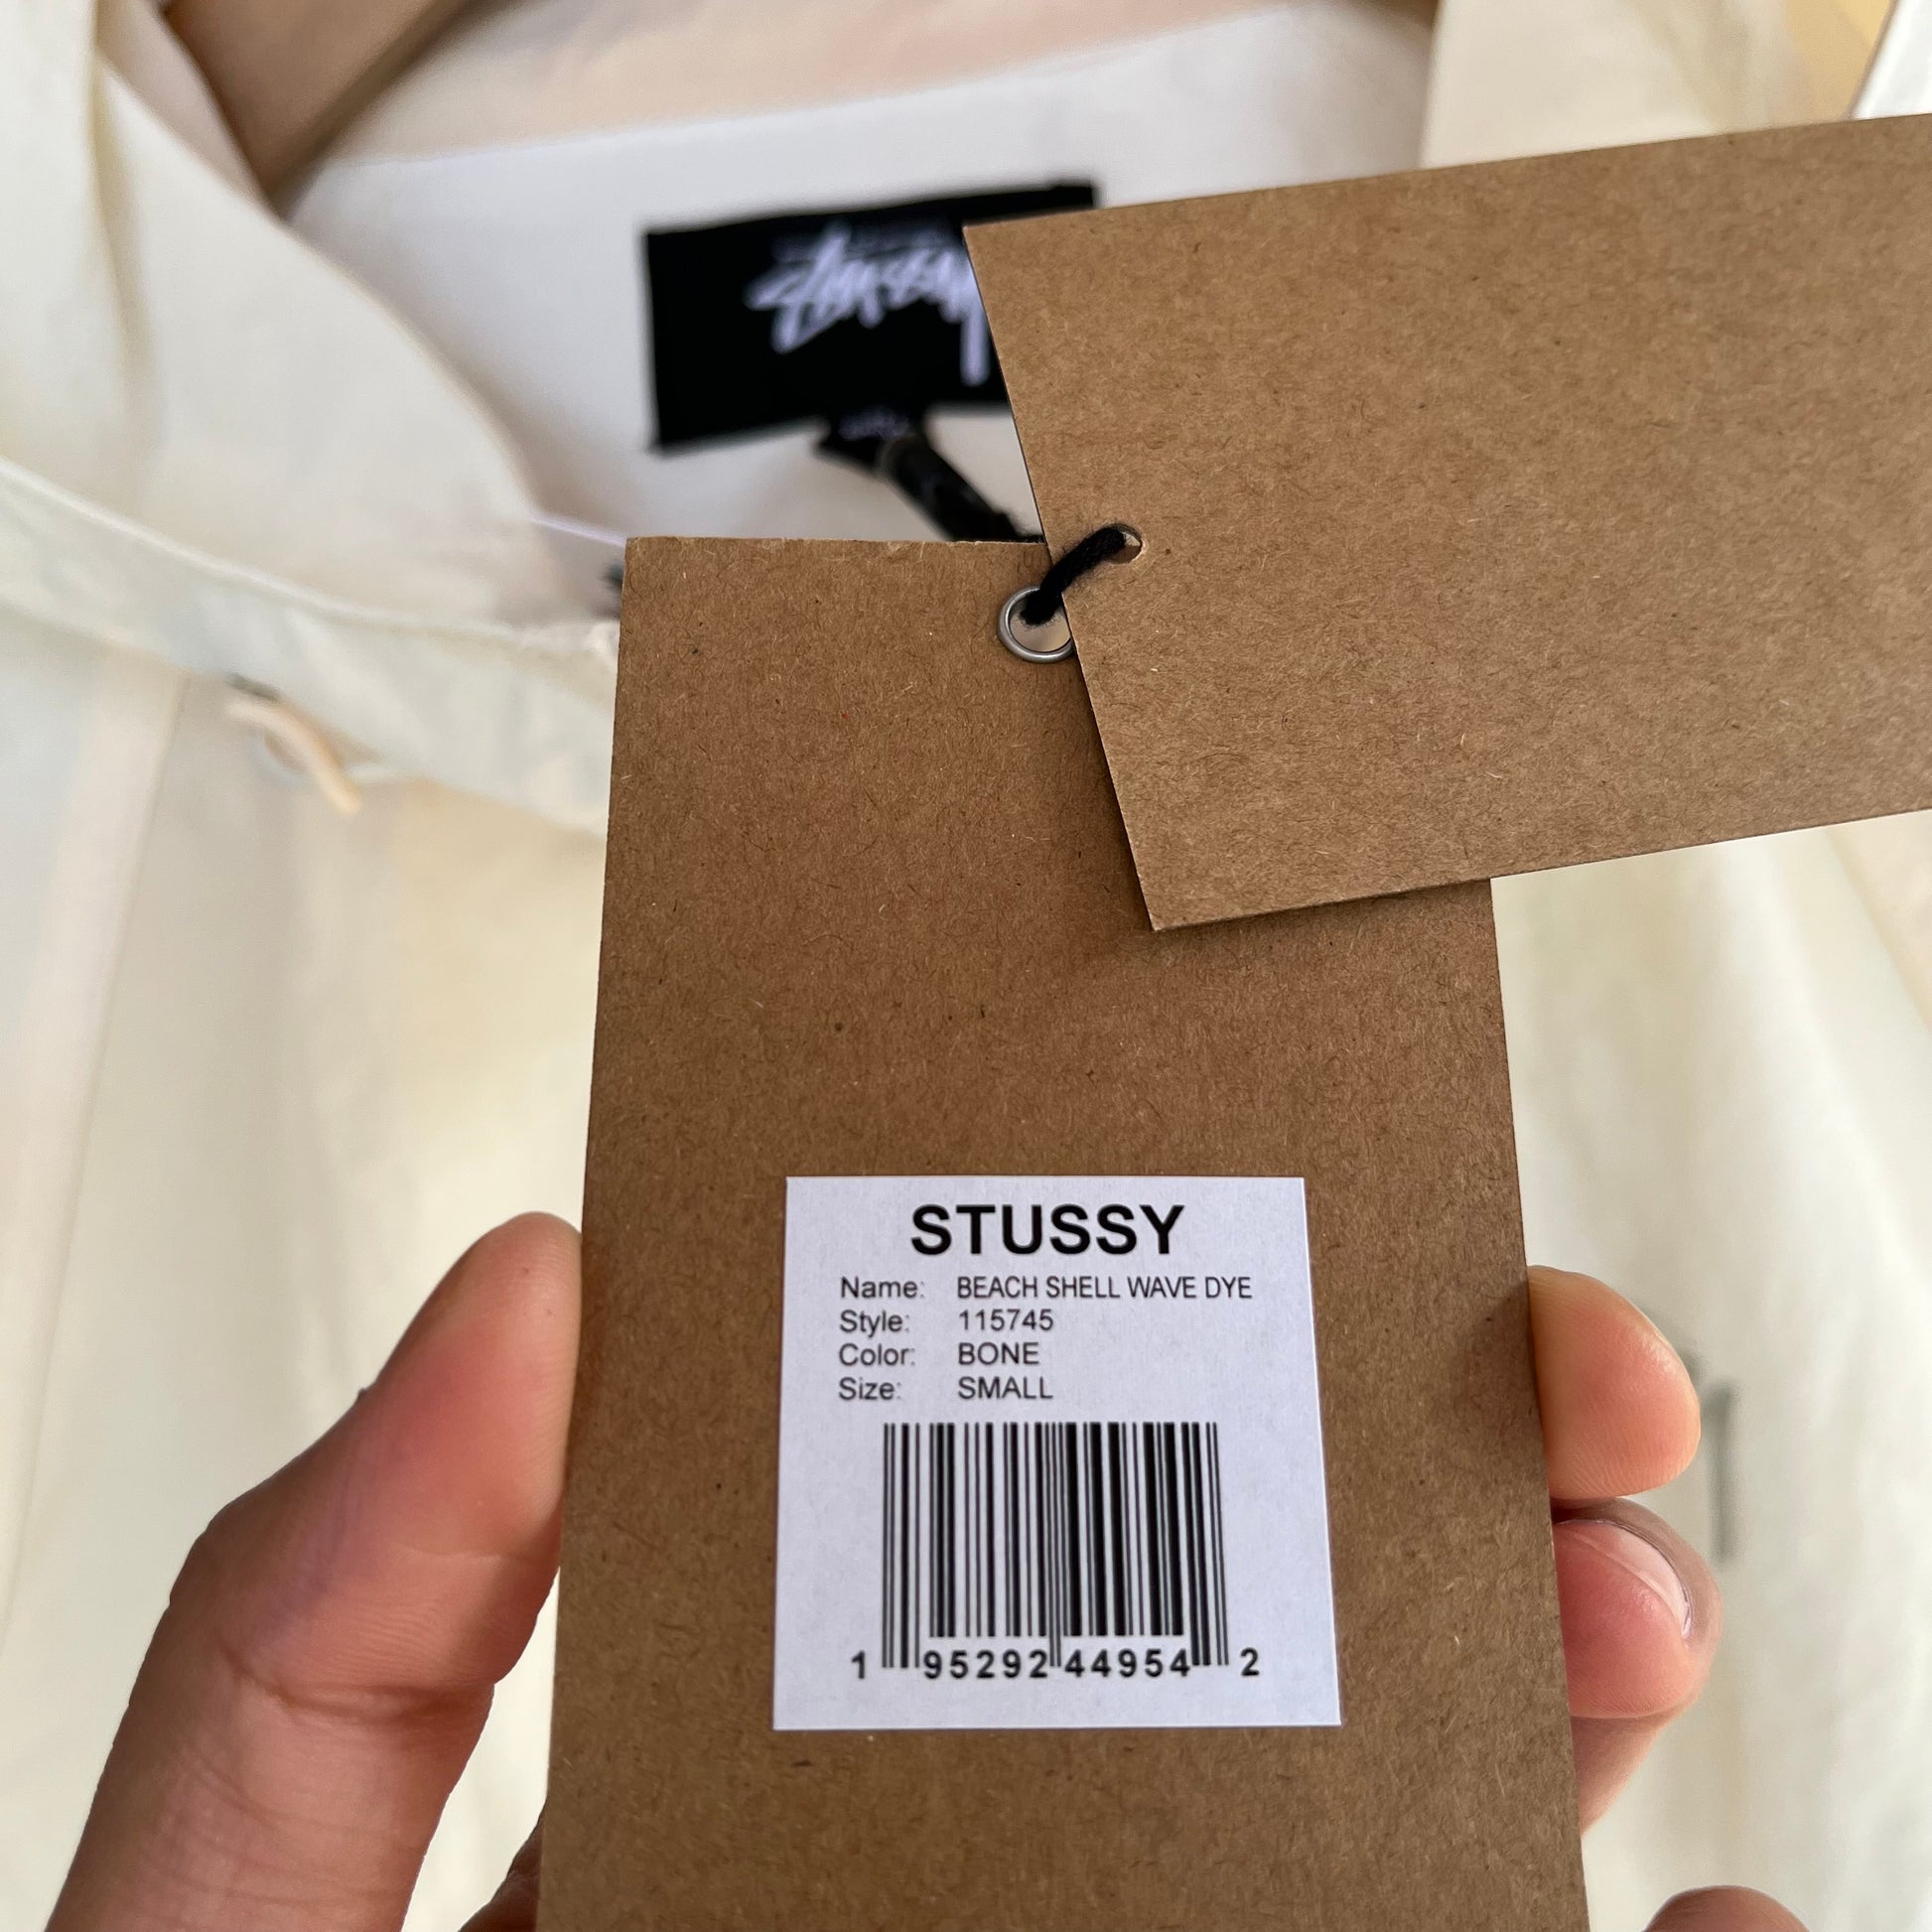 Stussy
STUSSY
Name: BEACH SHELL WAVE DYE
Style: 115745
Color: BONE
Size: SMALL
1 95292 44954 2